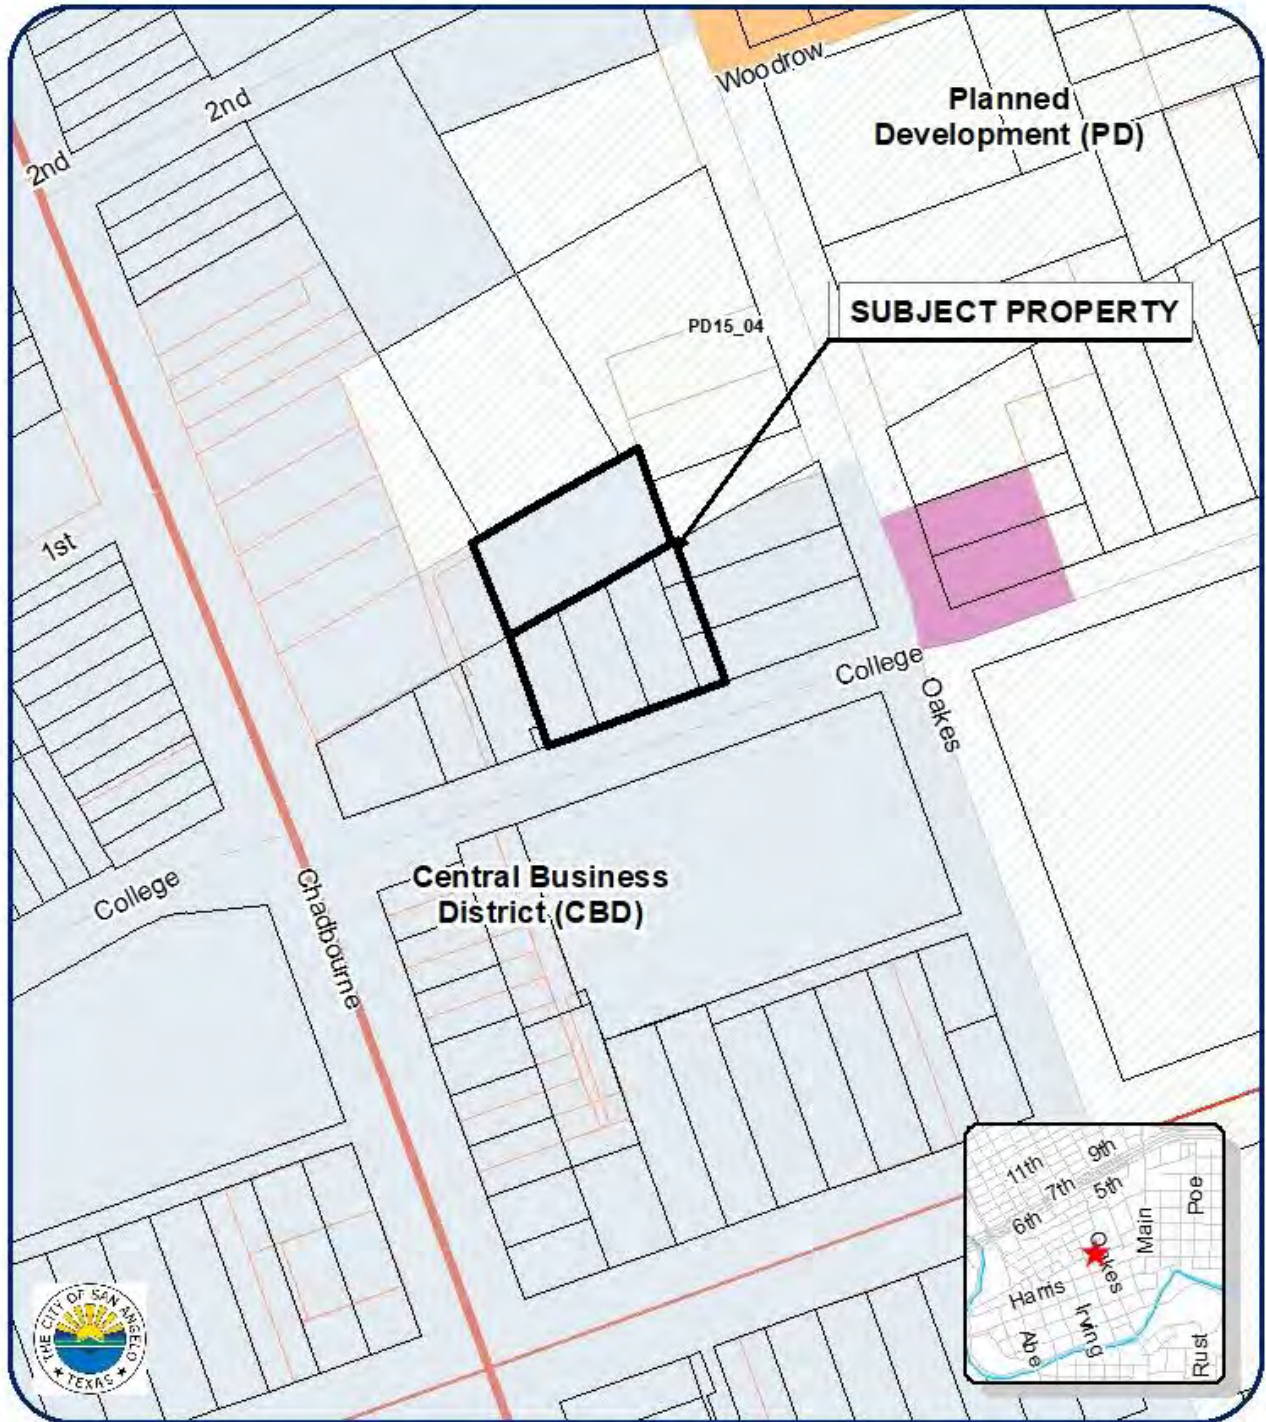 2nd
2nd
Woodrow
Planned
Development (PD)
PD15_04
SUBJECT PROPERTY
1st
College
Oakes
Central Business
District (CBD)
College
Chadbourne
9th
11th
7th
5th
6th
Poe
Main
Oakes
Harris
Irving
Abe
Rust
THE CITY OF SAN ANGELO
TEXAS